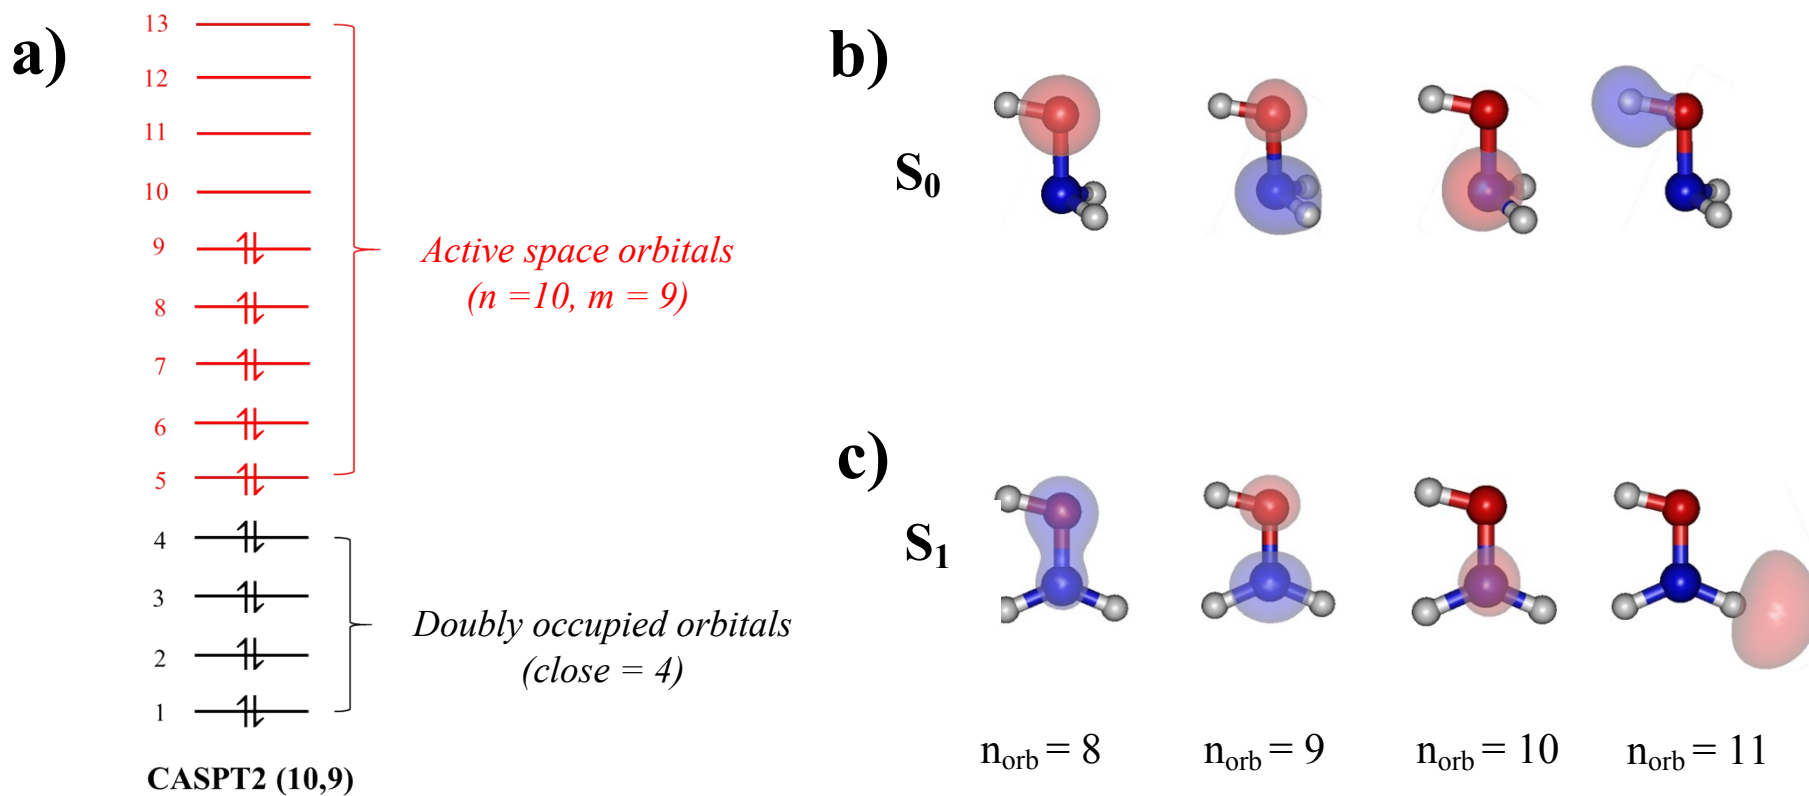 a)
13
12
11
10
9
8
7
6
5
4
3
2
1
Active space orbitals
(n =10, m = 9)
Doubly occupied orbitals
(close = 4)
CASPT2 (10,9)
b)
S0
c)
S1
norb = 8
norb = 9
norb = 10
norb = 11